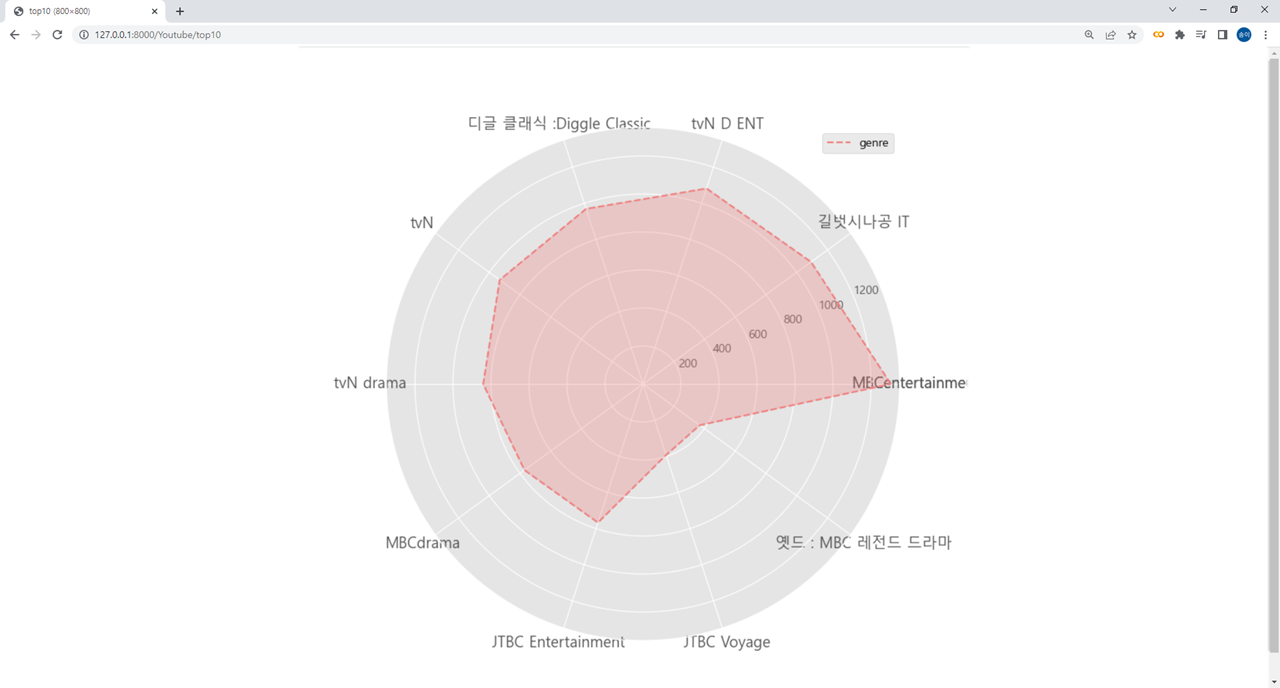 top10 (800×800)
127.0.0.1:8000/Youtube/top10
송이
디글 클래식 :Diggle Classic
tvN D ENT
genre
tvN
길벗시나공 IT
1200
1000
800
600
400
200
tvN drama
MBCentertainme
MBCdrama
옛드 : MBC 레전드 드라마
JTBC Entertainment
JTBC Voyage